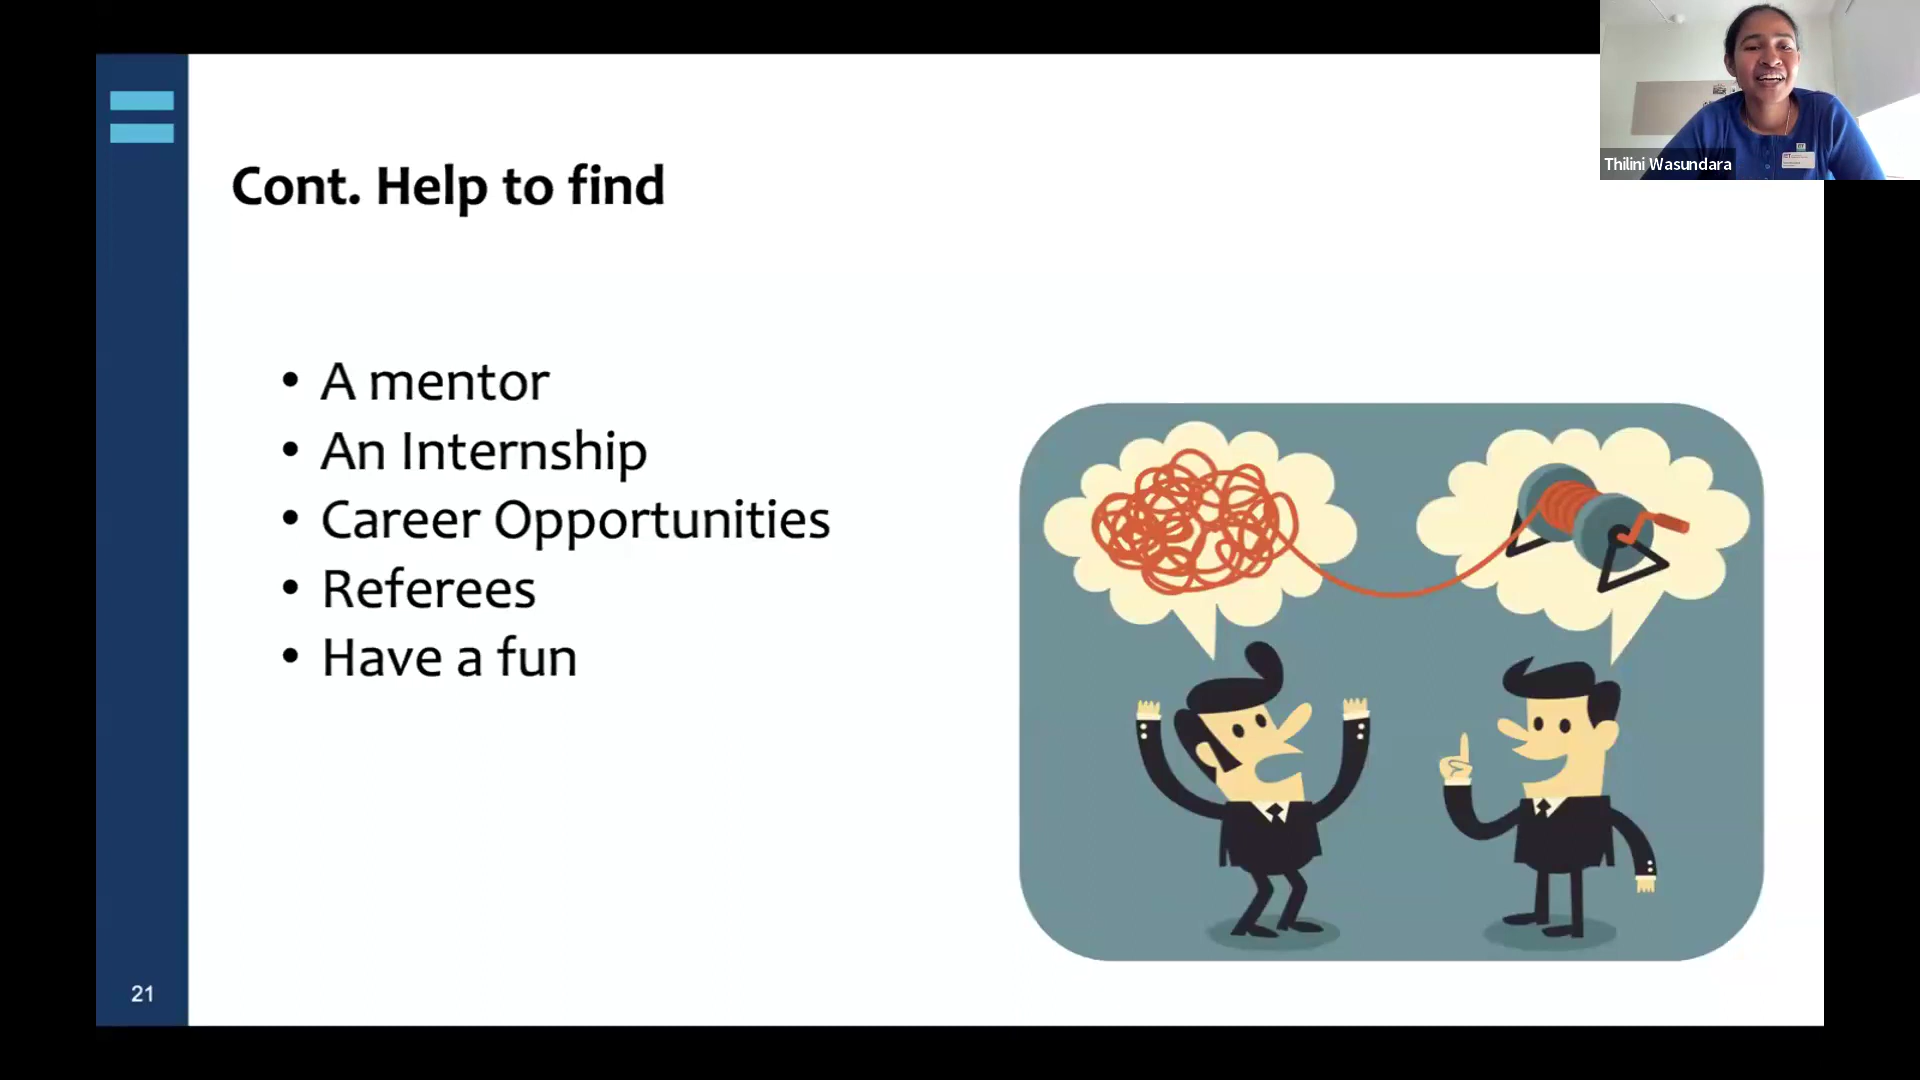 Cont. Help to find
• A mentor
• An Internship
• Career Opportunities
• Referees
• Have a fun
21
Thilini Wasundara